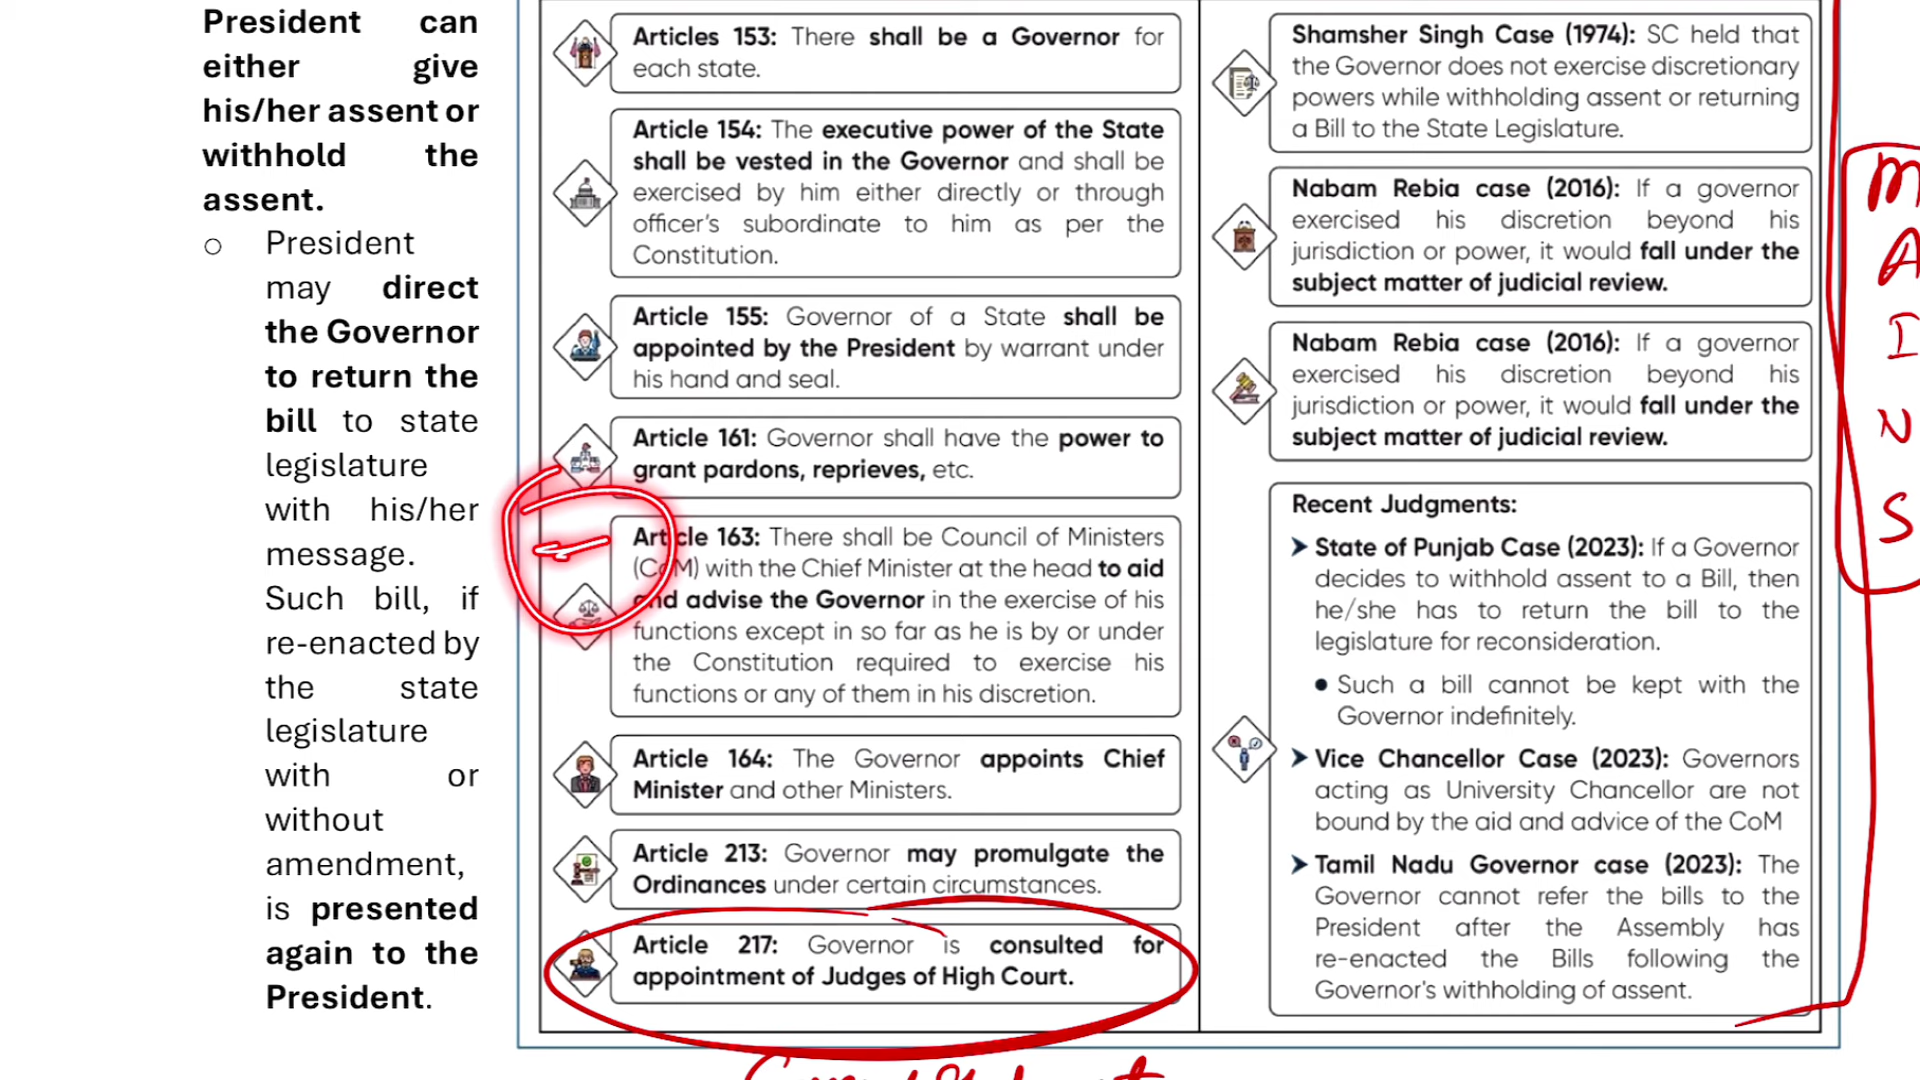 President can
either give
his/her assent or
withhold the
assent.
○ President
may direct
the Governor
to return the
bill to state
legislature
with his/her
message.
Such bill, if
re-enacted by
the state
legislature
with or
without
amendment,
is presented
again to the
President.
Articles 153: There shall be a Governor for
each state.
Article 154: The executive power of the State
shall be vested in the Governor and shall be
exercised by him either directly or through
officer's subordinate to him as per the
Constitution.
Article 155: Governor of a State shall be
appointed by the President by warrant under
his hand and seal.
Article 161: Governor shall have the power to
grant pardons, reprieves, etc.
Article 163: There shall be Council of Ministers
(CoM) with the Chief Minister at the head to aid
and advise the Governor in the exercise of his
functions except in so far as he is by or under
the Constitution required to exercise his
functions or any of them in his discretion.
Article 164: The Governor appoints Chief
Minister and other Ministers.
Article 213: Governor may promulgate the
Ordinances under certain circumstances.
Article 217: Governor is consulted for
appointment of Judges of High Court.
Shamsher Singh Case (1974): SC held that
the Governor does not exercise discretionary
powers while withholding assent or returning
a Bill to the State Legislature.
Nabam Rebia case (2016): If a governor
exercised his discretion beyond his
jurisdiction or power, it would fall under the
subject matter of judicial review.
Nabam Rebia case (2016): If a governor
exercised his discretion beyond his
jurisdiction or power, it would fall under the
subject matter of judicial review.
Recent Judgments:
➤ State of Punjab Case (2023): If a Governor
decides to withhold assent to a Bill, then
he/she has to return the bill to the
legislature for reconsideration.
● Such a bill cannot be kept with the
Governor indefinitely.
➤ Vice Chancellor Case (2023): Governors
acting as University Chancellor are not
bound by the aid and advice of the CoM
➤ Tamil Nadu Governor case (2023): The
Governor cannot refer the bills to the
President after the Assembly has
re-enacted the Bills following the
Governor's withholding of assent.
M
A
I
N
S